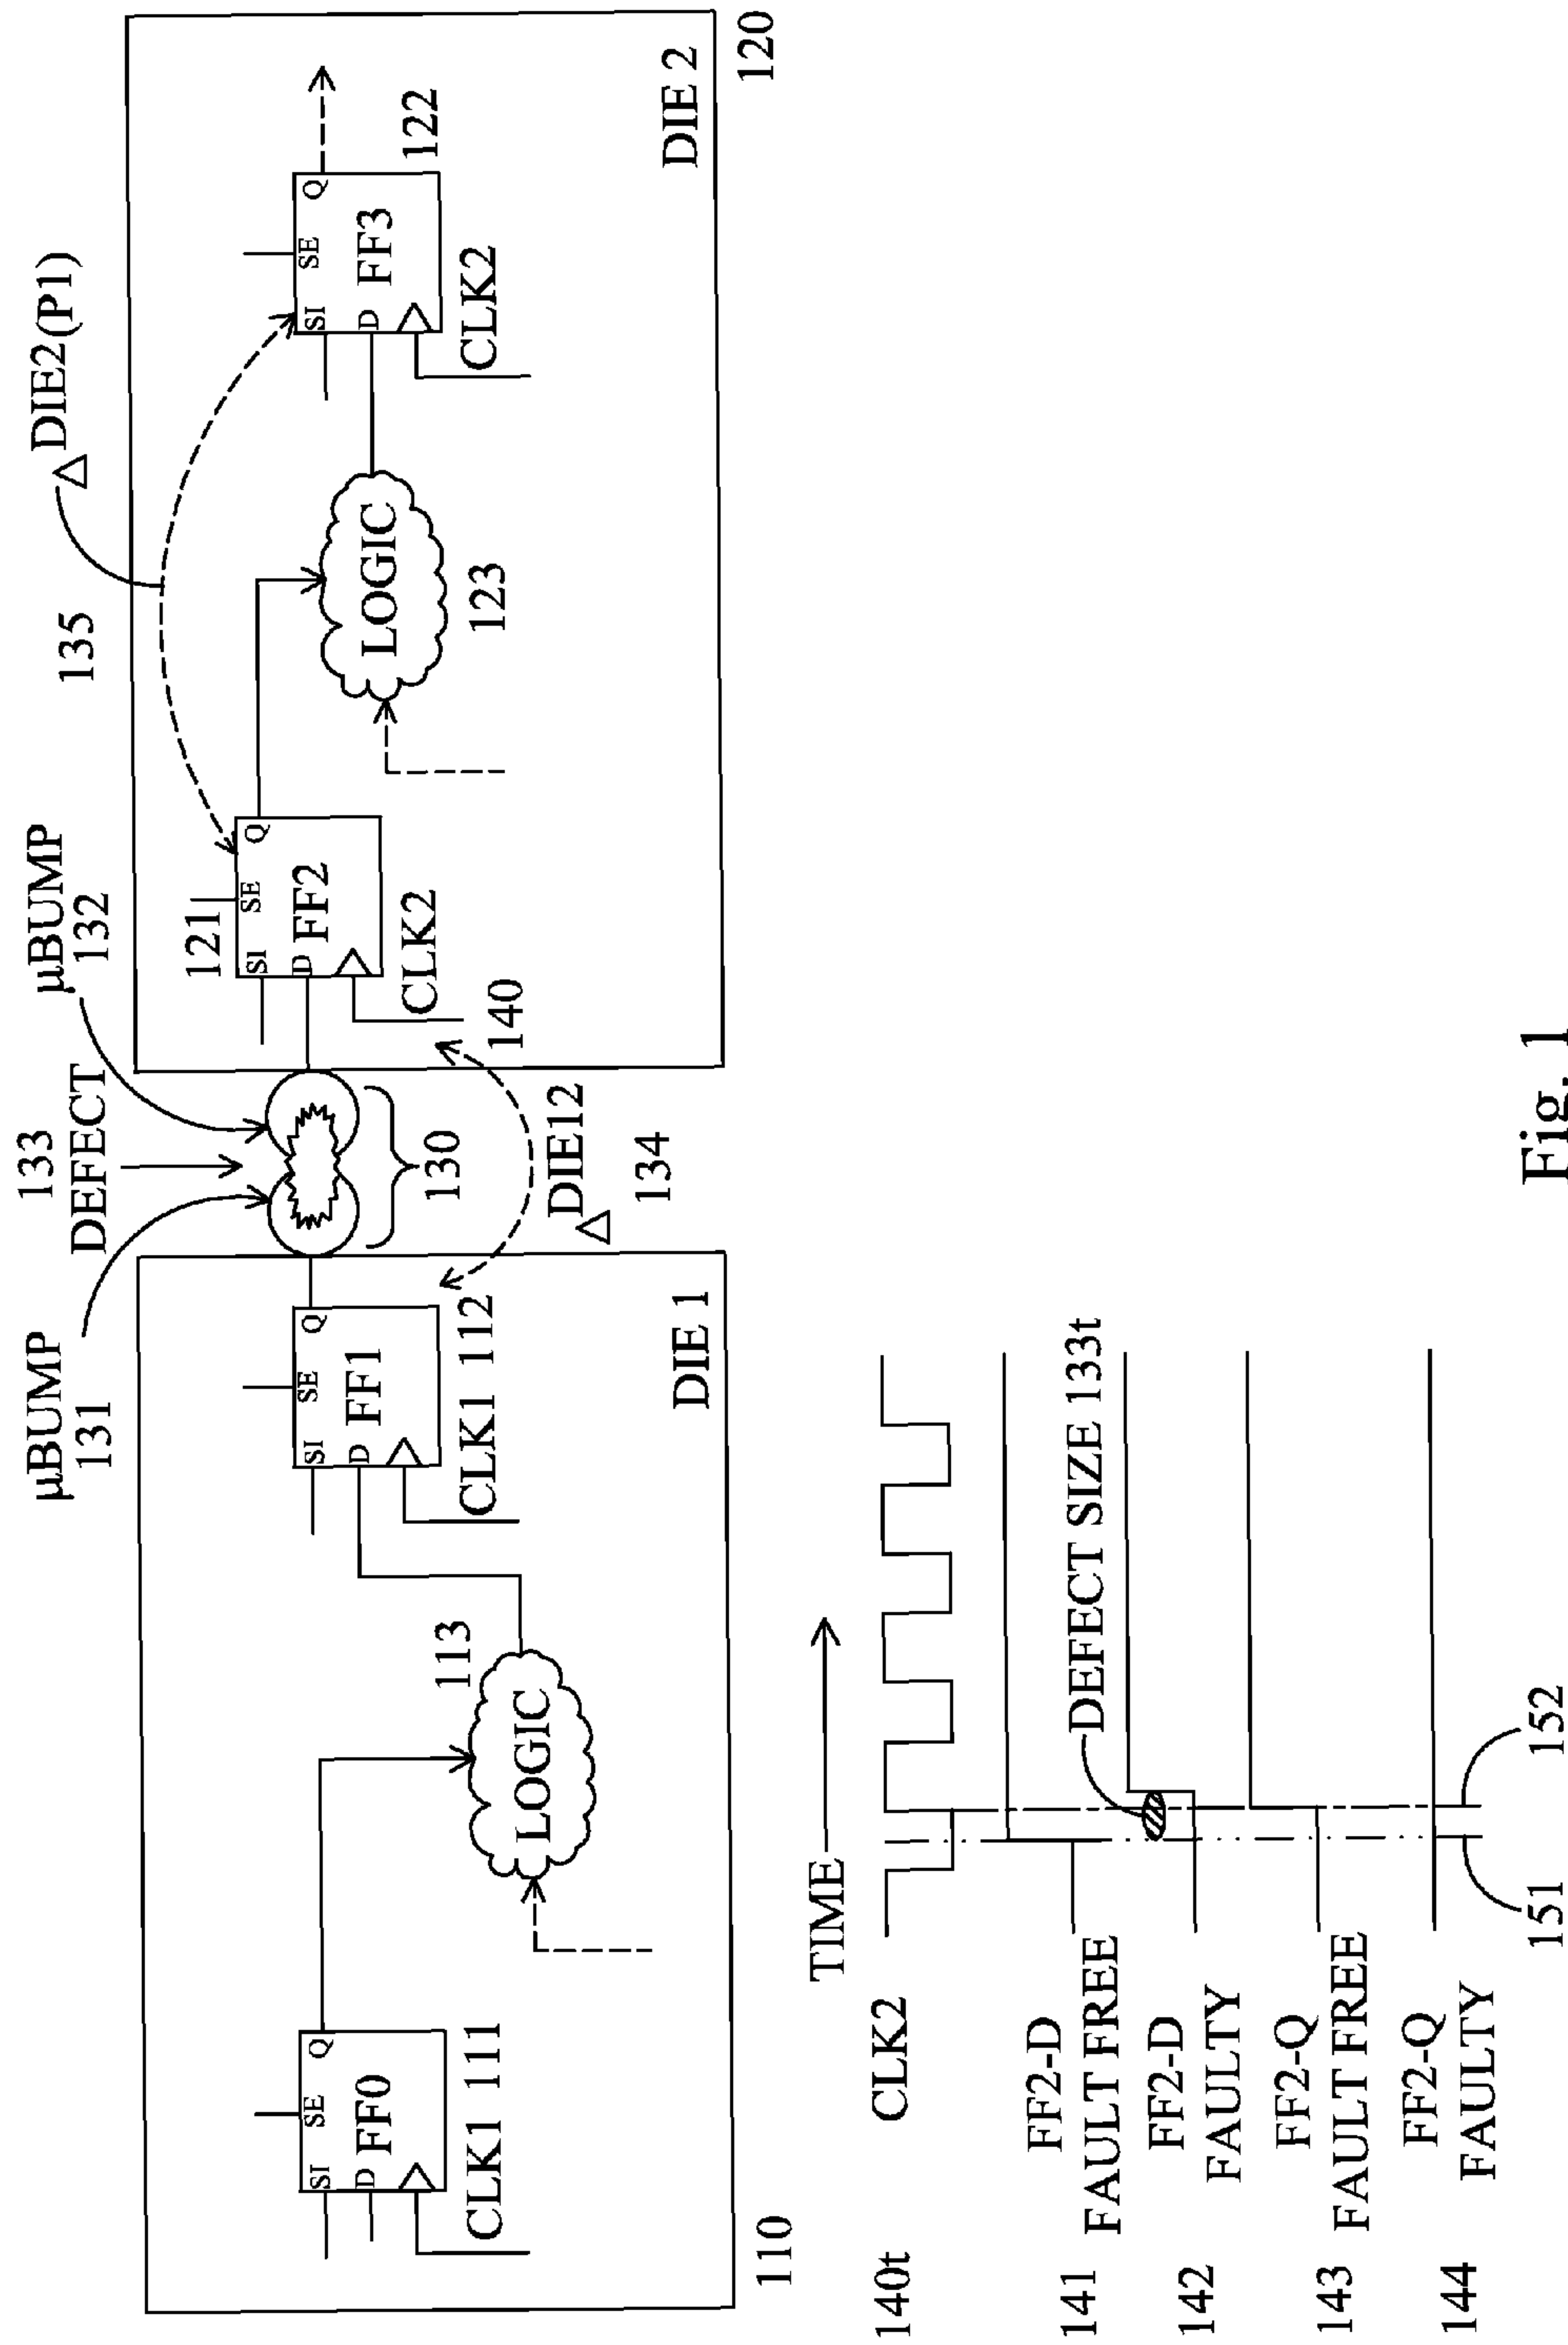 133
μBUMP
131
DEFECT
μBUMP
132
135
△DIE2(P1)
121
SI
SE
Q
D
FF0
CLK1 111
113
LOGIC
SI
SE
Q
D
FF1
CLK1 112
130
SI
SE
Q
D
FF2
CLK2
140
LOGIC
123
SI
SE
Q
D
FF3
122
CLK2
△DIE12
134
DIE 1
DIE 2
110
120
TIME
140t
CLK2
141
FF2-D
FAULT FREE
DEFECT SIZE 133t
142
FF2-D
FAULTY
143
FF2-Q
FAULT FREE
144
FF2-Q
FAULTY
151
152
Fig. 1